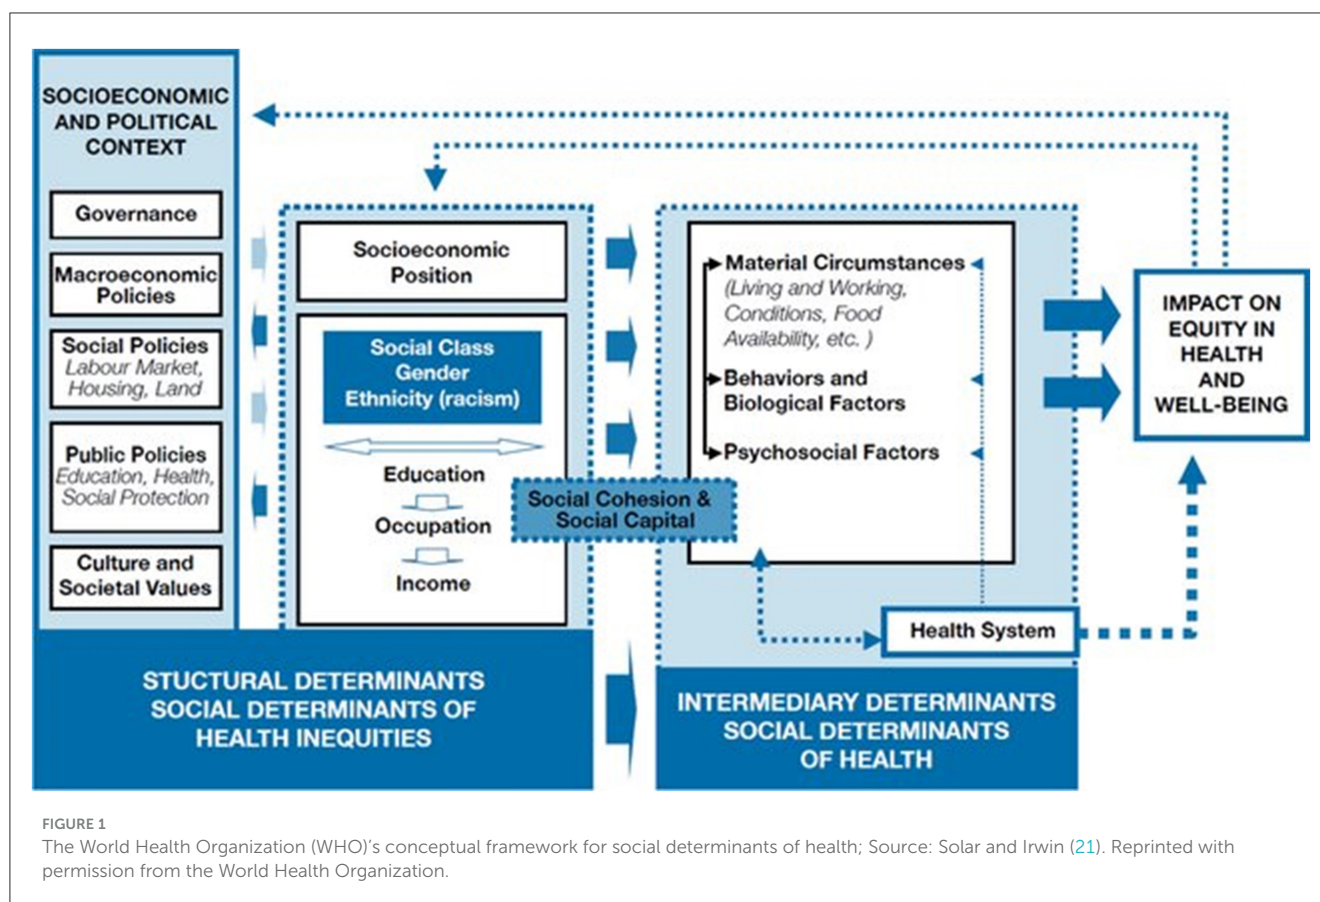 SOCIOECONOMIC
AND POLITICAL
CONTEXT
Governance
Macroeconomic
Policies
Social Policies
Labour Market,
Housing, Land
Public Policies
Education, Health,
Social Protection
Culture and
Societal Values
Socioeconomic
Position
Social Class
Gender
Ethnicity (racism)
Education
Occupation
Income
Social Cohesion &
Social Capital
Material Circumstances
(Living and Working,
Conditions, Food
Availability, etc. )
Behaviors and
Biological Factors
Psychosocial Factors
Health System
IMPACT ON
EQUITY IN
HEALTH
AND
WELL-BEING
STUCTURAL DETERMINANTS
SOCIAL DETERMINANTS OF
HEALTH INEQUITIES
INTERMEDIARY DETERMINANTS
SOCIAL DETERMINANTS
OF HEALTH
FIGURE 1
The World Health Organization (WHO)'s conceptual framework for social determinants of health; Source: Solar and Irwin (21). Reprinted with
permission from the World Health Organization.